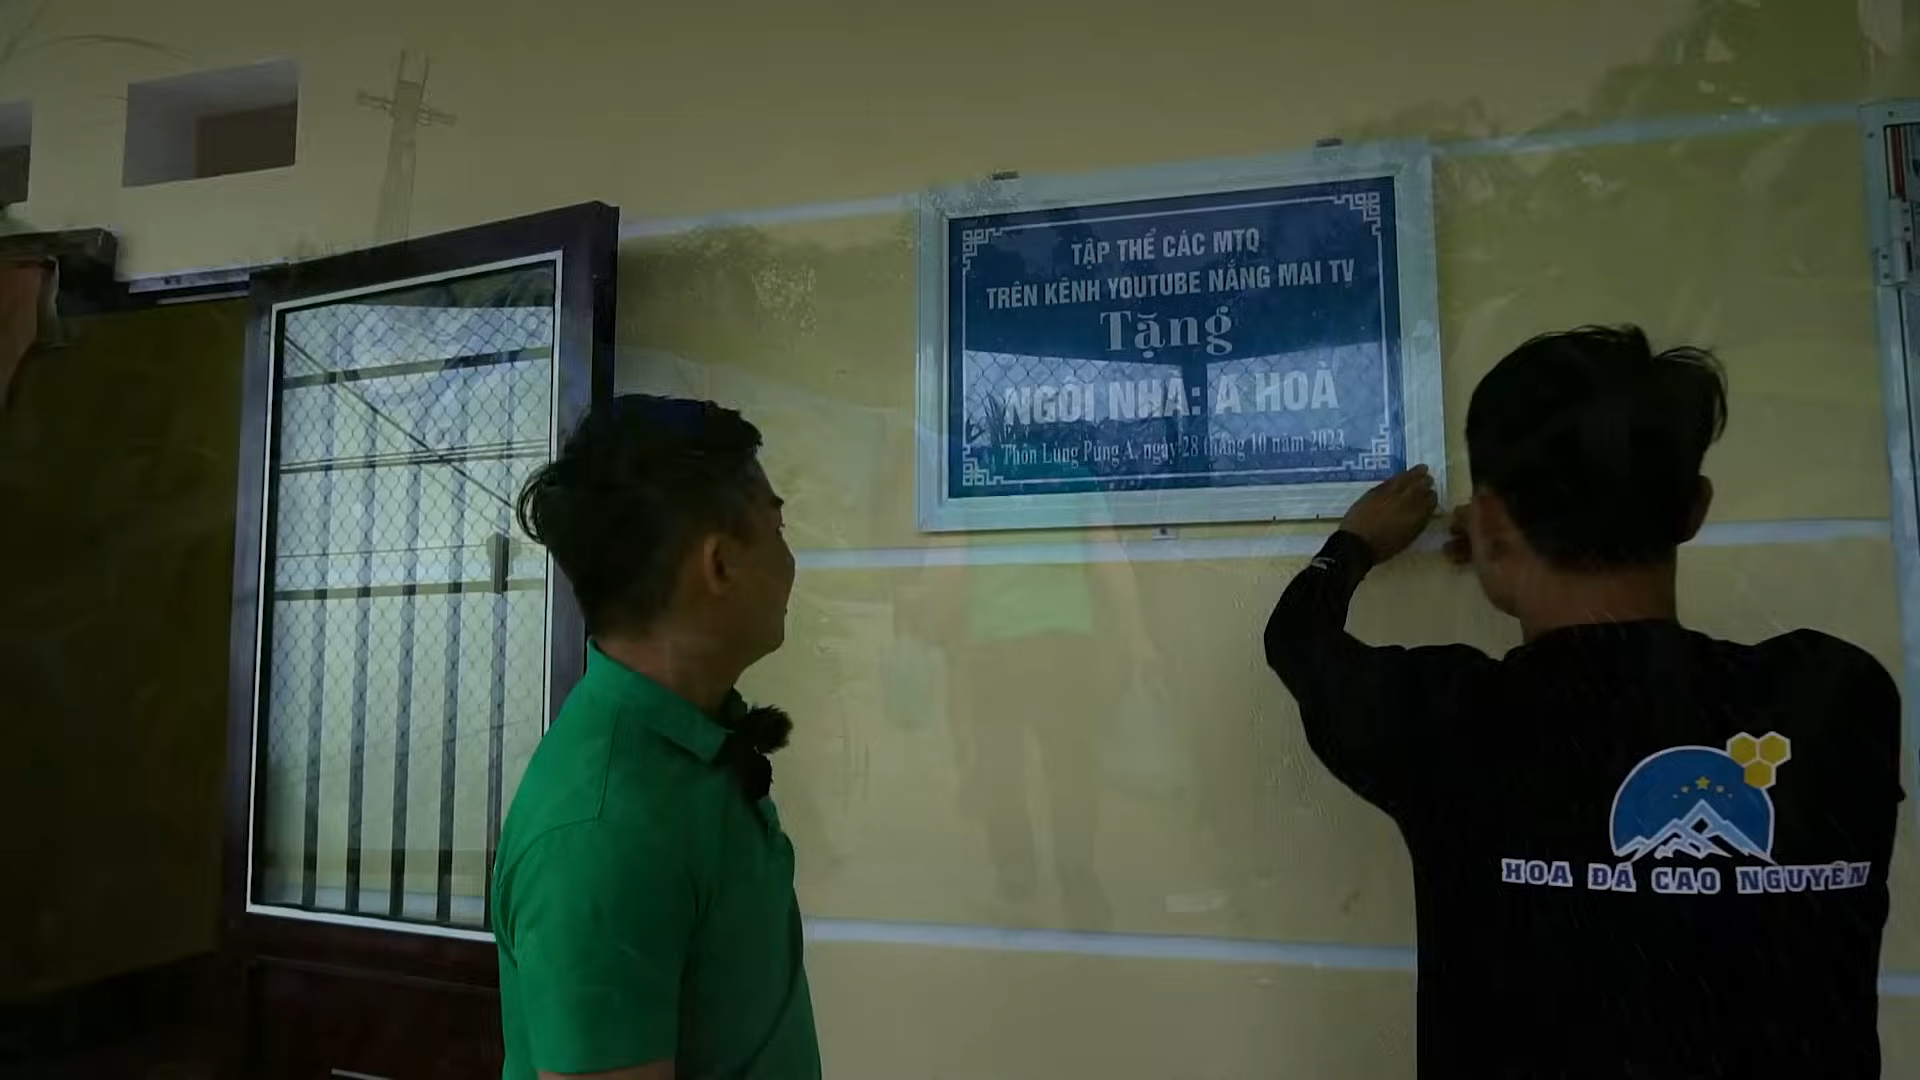 TẬP THỂ CÁC MTQ
TRÊN KÊNH YOUTUBE NẮNG MAI TV
Tặng
NGÔI NHÀ: A HOÀ
Thôn Lùng Pủng A, ngày 28 tháng 10 năm 2023
HOA ĐÁ CAO NGUYÊN